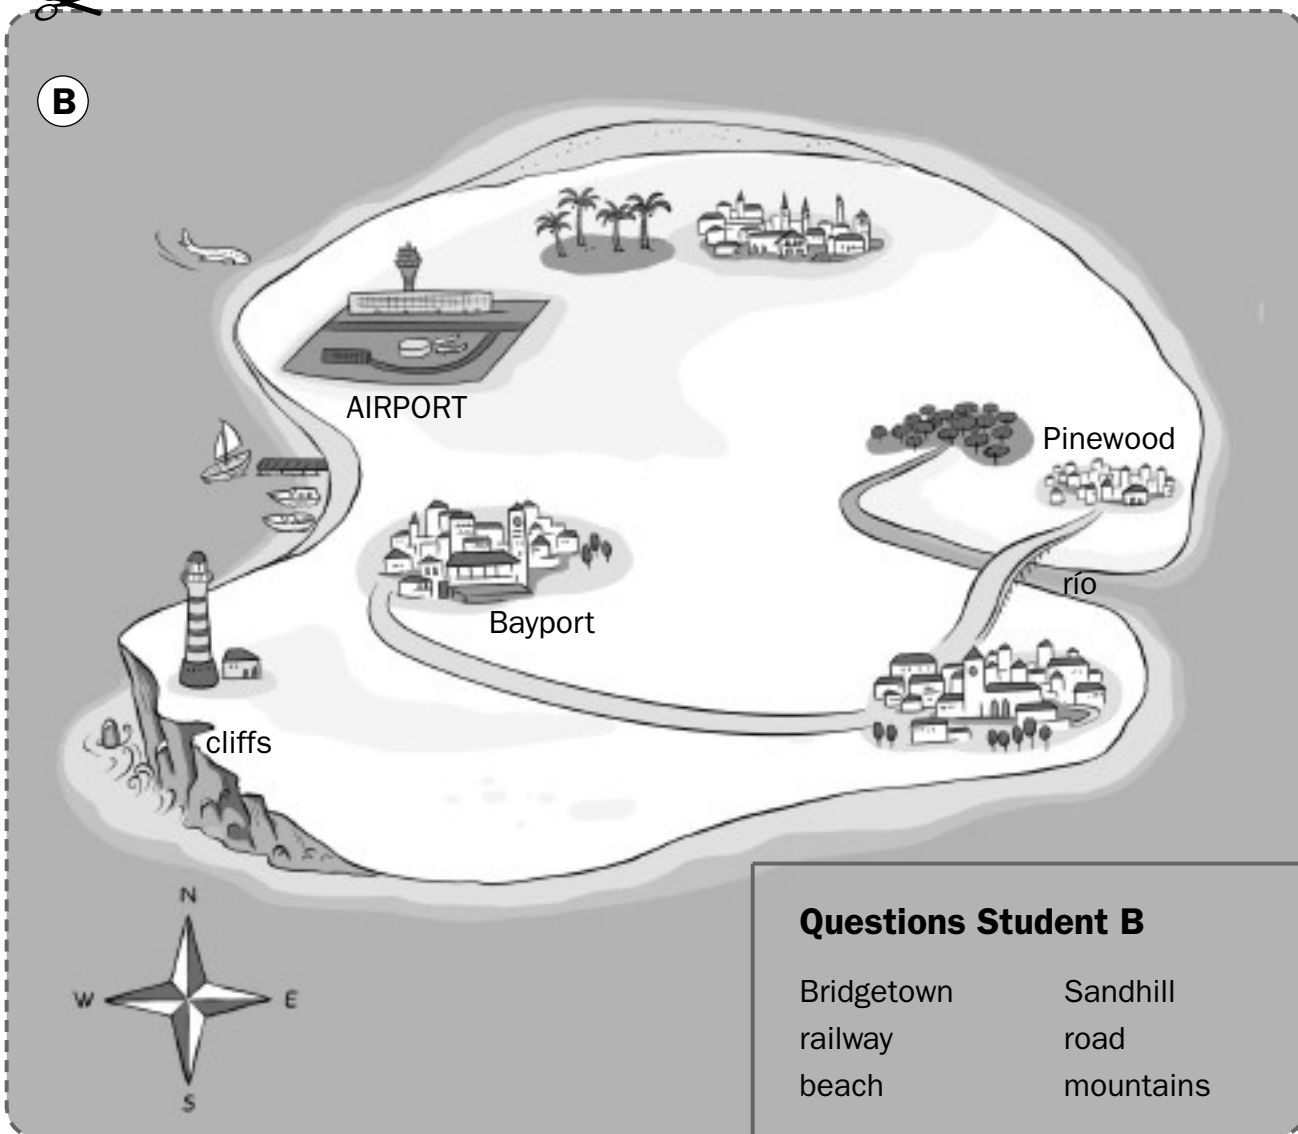 B
AIRPORT
Pinewood
río
Bayport
cliffs
N
W E
S
Questions Student B
Bridgetown Sandhill
railway road
beach mountains